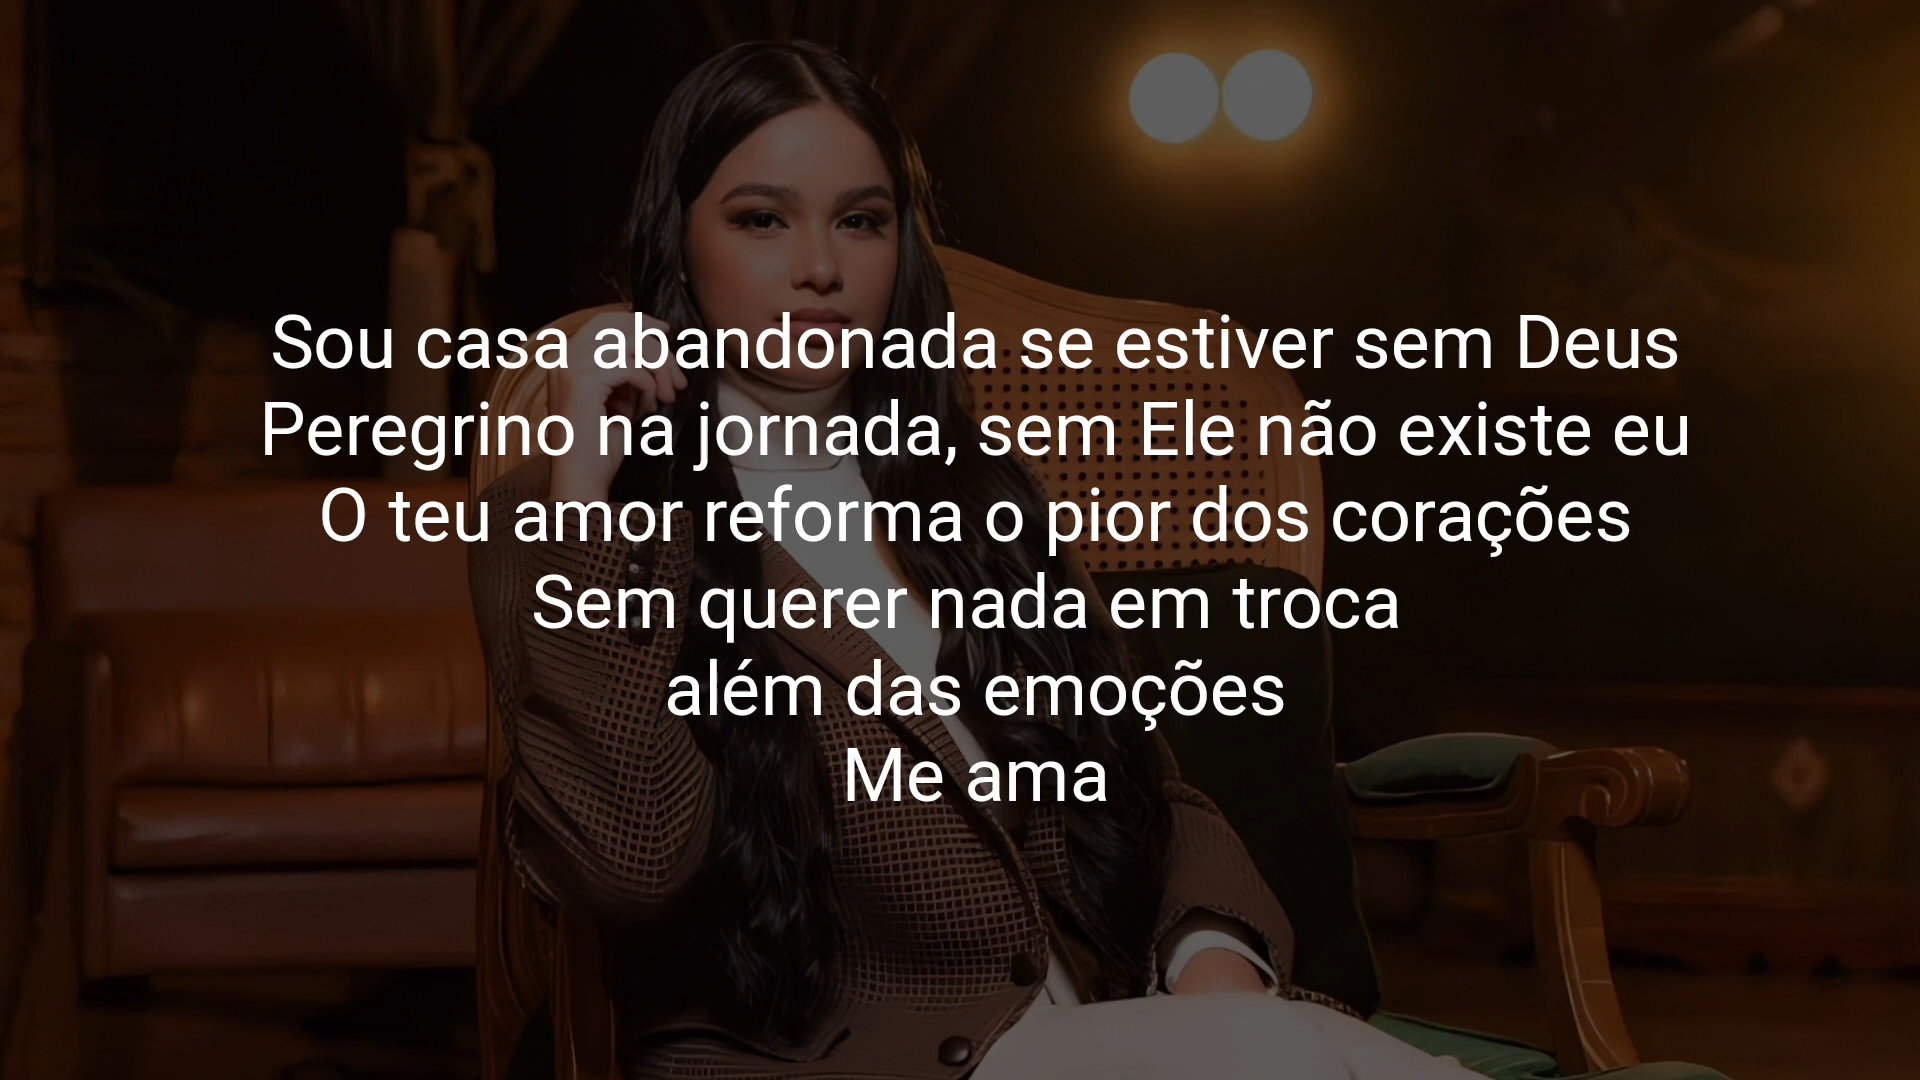 Sou casa abandonada se estiver sem Deus
Peregrino na jornada, sem Ele não existe eu
O teu amor reforma o pior dos corações
Sem querer nada em troca
além das emoções
Me ama